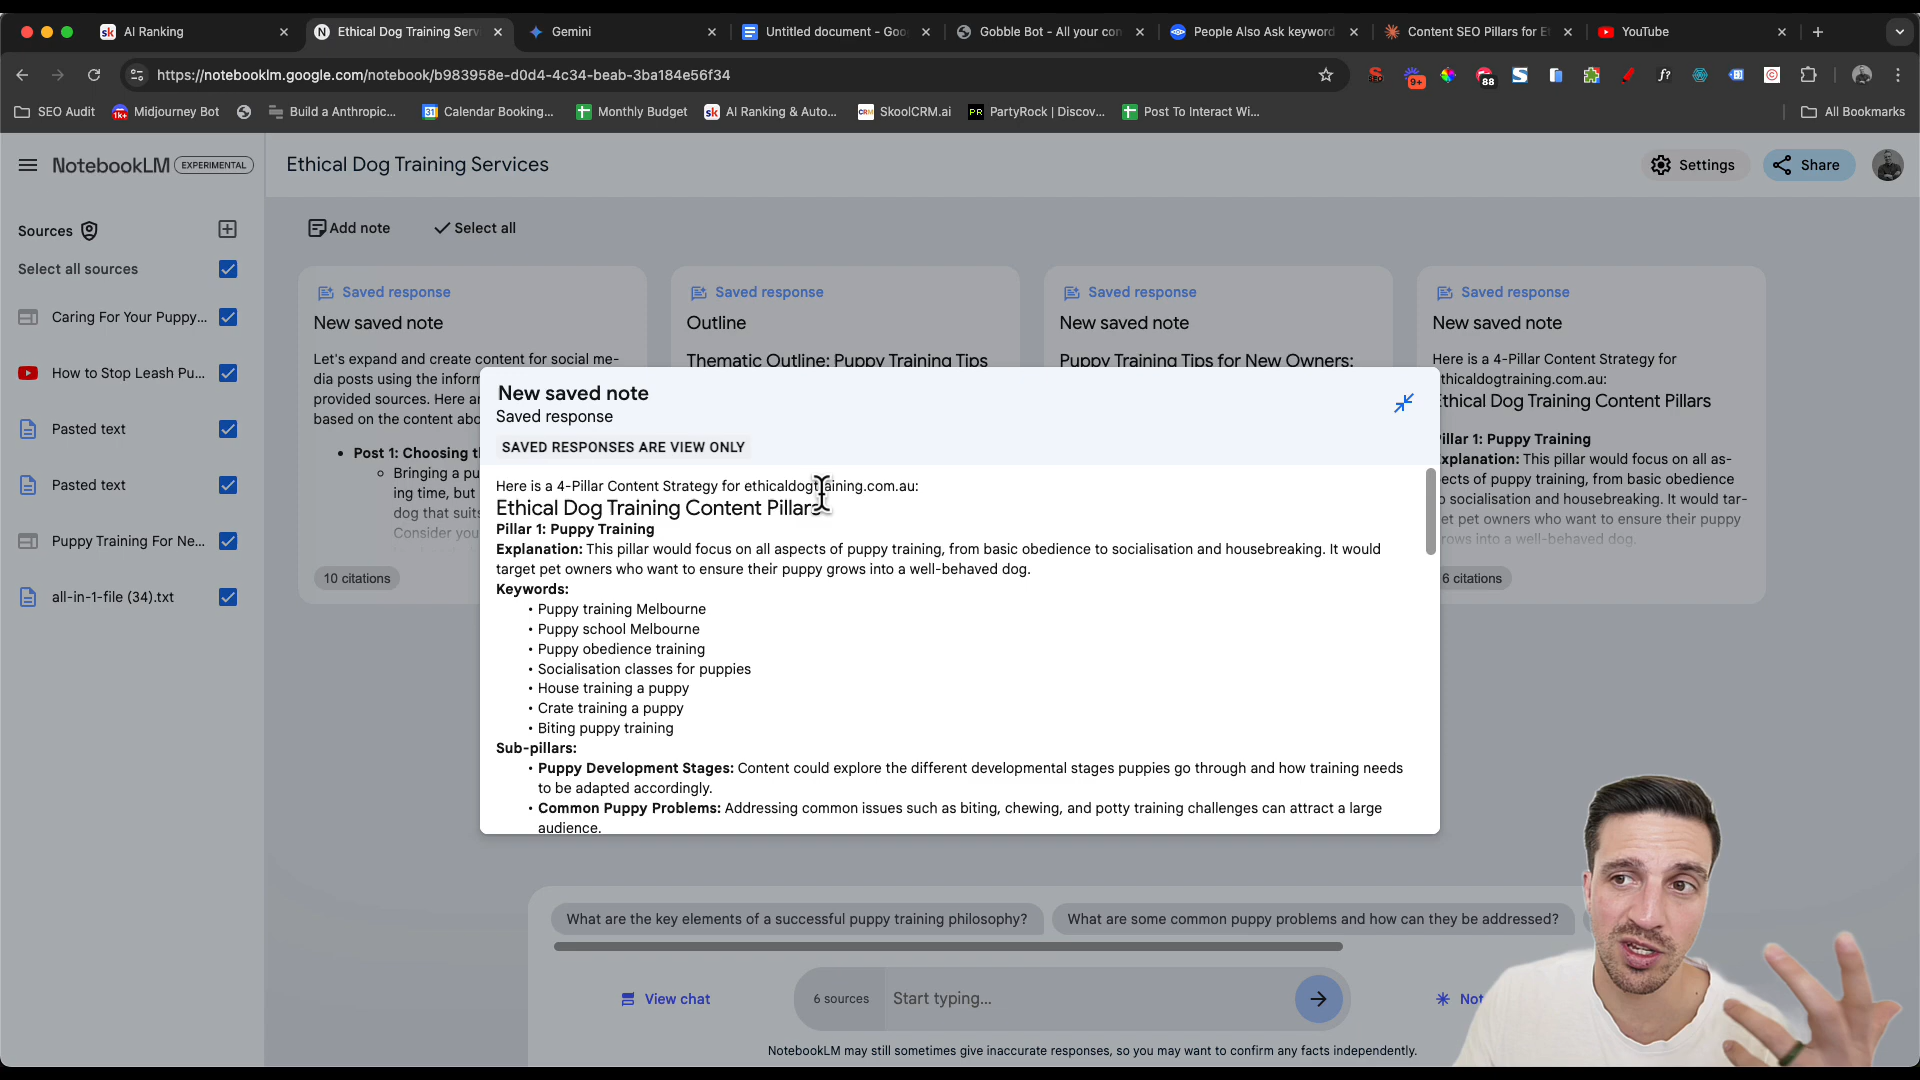 AI Ranking
Ethical Dog Training Serv
Gemini
Untitled document - Goo
Gobble Bot - All your con
People Also Ask keyword
Content SEO Pillars for E
YouTube
https://notebooklm.google.com/notebook/b983958e-d0d4-4c34-beab-3ba184e56f34
9+
88
SEO Audit
Midjourney Bot
Build a Anthropic...
Calendar Booking...
Monthly Budget
AI Ranking & Auto...
SkoolCRM.ai
PartyRock | Discov...
Post To Interact Wi...
All Bookmarks
NotebookLM
EXPERIMENTAL
Ethical Dog Training Services
Settings
Share
Sources
Select all sources
Caring For Your Puppy...
How to Stop Leash Pu...
Pasted text
Pasted text
Puppy Training For Ne...
all-in-1-file (34).txt
Add note
Select all
Saved response
New saved note
Let's expand and create content for social me-
dia posts using the inform
provided sources. Here ar
based on the content abo
• Post 1: Choosing t
Bringing a pu
ing time, but
dog that suits
Consider you
10 citations
Saved response
Outline
Thematic Outline: Puppy Training Tips
Saved response
New saved note
Puppy Training Tips for New Owners:
Saved response
New saved note
Here is a 4-Pillar Content Strategy for
thicaldogtraining.com.au:
Ethical Dog Training Content Pillars
illar 1: Puppy Training
xplanation: This pillar would focus on all as-
ects of puppy training, from basic obedience
o socialisation and housebreaking. It would tar-
et pet owners who want to ensure their puppy
rows into a well-behaved dog.
6 citations
New saved note
Saved response
SAVED RESPONSES ARE VIEW ONLY
Here is a 4-Pillar Content Strategy for ethicaldogtraining.com.au:
Ethical Dog Training Content Pillars
Pillar 1: Puppy Training
Explanation: This pillar would focus on all aspects of puppy training, from basic obedience to socialisation and housebreaking. It would
target pet owners who want to ensure their puppy grows into a well-behaved dog.
Keywords:
• Puppy training Melbourne
• Puppy school Melbourne
• Puppy obedience training
• Socialisation classes for puppies
• House training a puppy
• Crate training a puppy
• Biting puppy training
Sub-pillars:
• Puppy Development Stages: Content could explore the different developmental stages puppies go through and how training needs
to be adapted accordingly.
• Common Puppy Problems: Addressing common issues such as biting, chewing, and potty training challenges can attract a large
audience.
What are the key elements of a successful puppy training philosophy?
What are some common puppy problems and how can they be addressed?
View chat
6 sources
Start typing...
Not
NotebookLM may still sometimes give inaccurate responses, so you may want to confirm any facts independently.